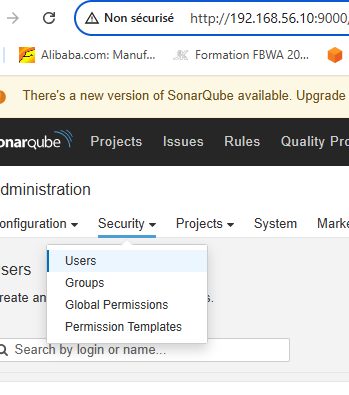 Non sécurisé http://192.168.56.10:9000/
Alibaba.com: Manuf... Formation FBWA 20...
There's a new version of SonarQube available. Upgrade
onarqube Projects Issues Rules Quality Pro
dministration
onfiguration Security Projects System Marke
sers
reate an s.
Users
Groups
Global Permissions
Permission Templates
Search by login or name...